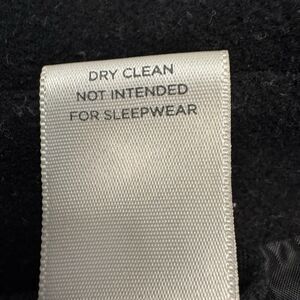 DRY CLEAN
NOT INTENDED
FOR SLEEPWEAR